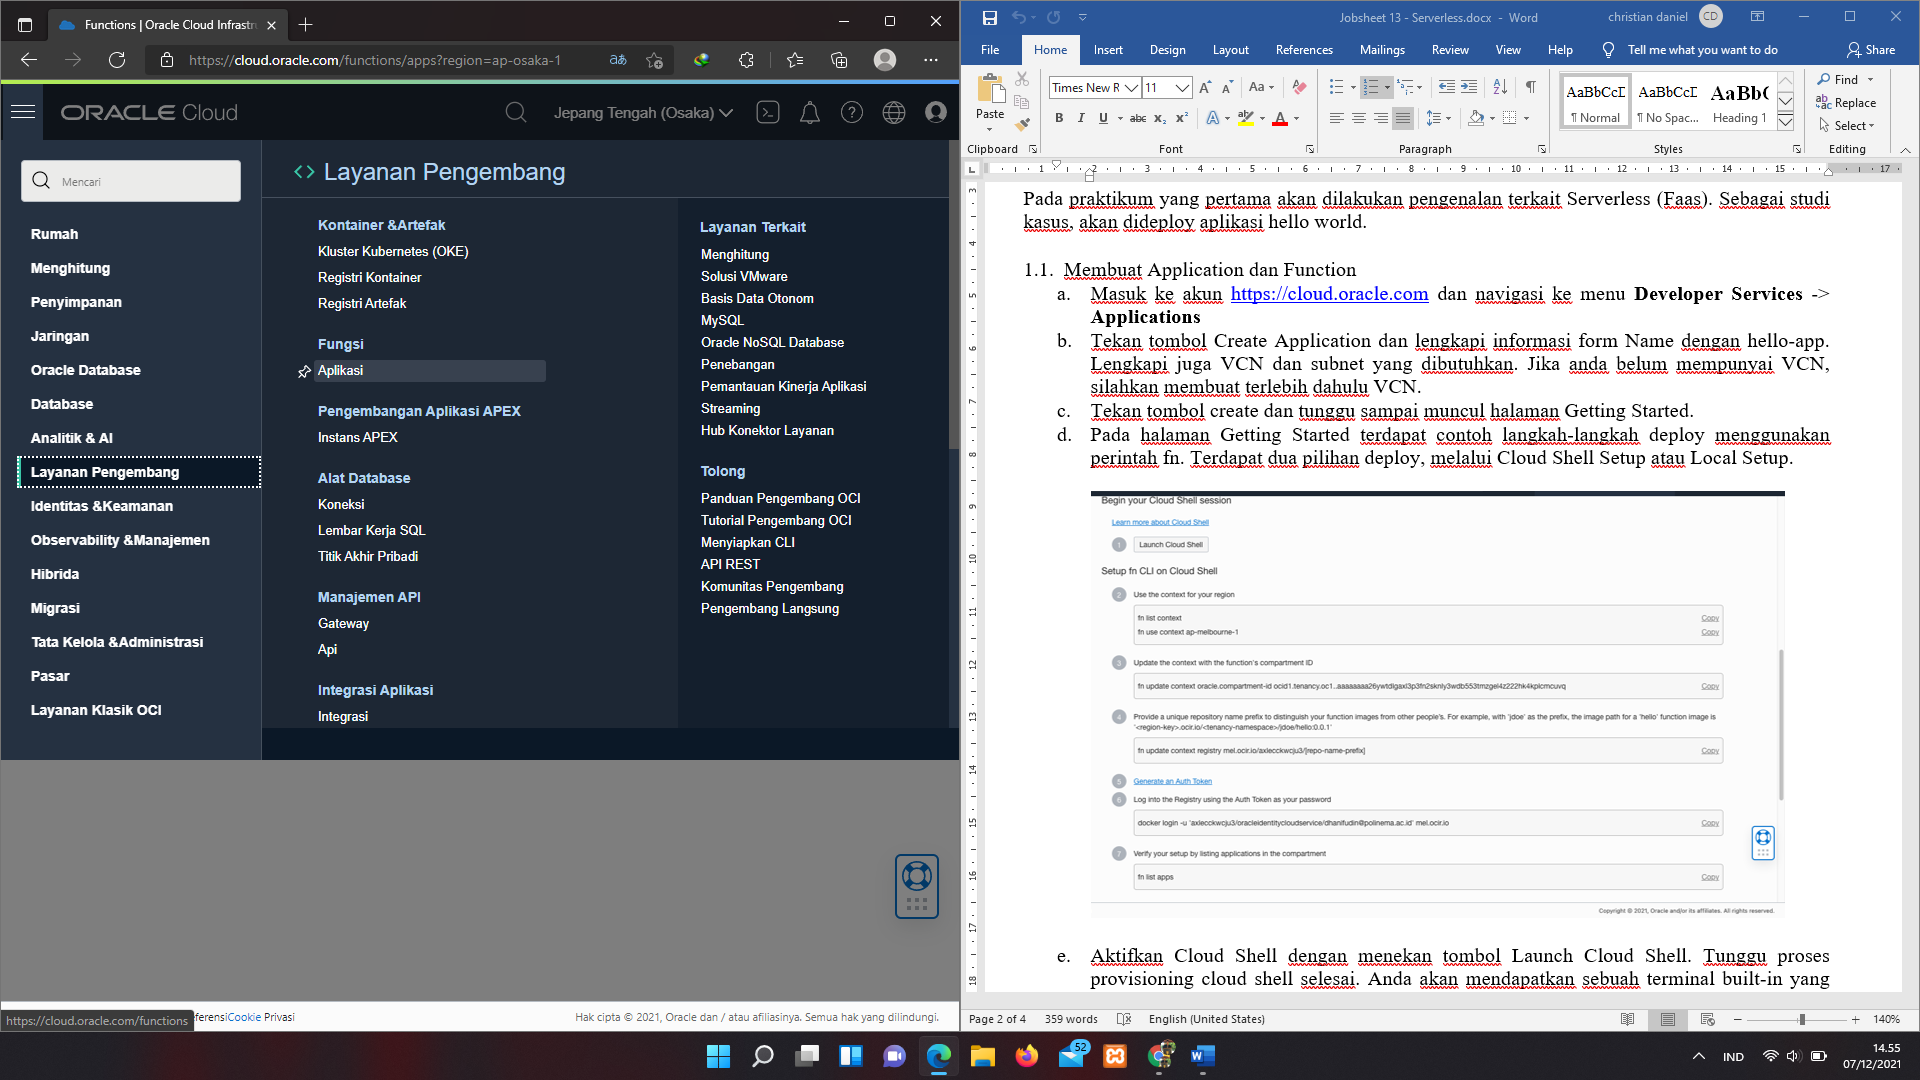 Functions | Oracle Cloud Infrastr
https://cloud.oracle.com/functions/apps?region=ap-osaka-1
ORACLE Cloud
Jepang Tengah (Osaka)
Mencari
Rumah
Menghitung
Penyimpanan
Jaringan
Oracle Database
Database
Analitik & AI
Layanan Pengembang
Identitas &Keamanan
Observability &Manajemen
Hibrida
Migrasi
Tata Kelola &Administrasi
Pasar
Layanan Klasik OCI
Layanan Pengembang
Kontainer &Artefak
Kluster Kubernetes (OKE)
Registri Kontainer
Registri Artefak
Fungsi
Aplikasi
Pengembangan Aplikasi APEX
Instans APEX
Alat Database
Koneksi
Lembar Kerja SQL
Titik Akhir Pribadi
Manajemen API
Gateway
Api
Integrasi Aplikasi
Integrasi
Layanan Terkait
Menghitung
Solusi VMware
Basis Data Otonom
MySQL
Oracle NoSQL Database
Penebangan
Pemantauan Kinerja Aplikasi
Streaming
Hub Konektor Layanan
Tolong
Panduan Pengembang OCI
Tutorial Pengembang OCI
Menyiapkan CLI
API REST
Komunitas Pengembang
Pengembang Langsung
https://cloud.oracle.com/functions
ferensiCookie Privasi
Hak cipta © 2021, Oracle dan / atau afiliasinya. Semua hak yang dilindungi.
Jobsheet 13 - Serverless.docx - Word
christian daniel
CD
File Home Insert Design Layout References Mailings Review View Help Tell me what you want to do Share
Paste
Clipboard
Times New R 11
Font
Paragraph
AaBbCcD AaBbCcD AaBbC
¶ Normal ¶ No Spac... Heading 1
Styles
Find
Replace
Select
Editing
Pada praktikum yang pertama akan dilakukan pengenalan terkait Serverless (Faas). Sebagai studi
kasus, akan dideploy aplikasi hello world.
1.1. Membuat Application dan Function
a. Masuk ke akun https://cloud.oracle.com dan navigasi ke menu Developer Services ->
Applications
b. Tekan tombol Create Application dan lengkapi informasi form Name dengan hello-app.
Lengkapi juga VCN dan subnet yang dibutuhkan. Jika anda belum mempunyai VCN,
silahkan membuat terlebih dahulu VCN.
c. Tekan tombol create dan tunggu sampai muncul halaman Getting Started.
d. Pada halaman Getting Started terdapat contoh langkah-langkah deploy menggunakan
perintah fn. Terdapat dua pilihan deploy, melalui Cloud Shell Setup atau Local Setup.
Begin your Cloud Shell session
Learn more about Cloud Shell
1 Launch Cloud Shell
Setup fn CLI on Cloud Shell
2 Use the context for your region
fn list context Copy
fn use context ap-melbourne-1 Copy
3 Update the context with the function's compartment ID
fn update context oracle.compartment-id Copy
4 Provide a unique repository name prefix to distinguish your function images from other people's. For example, with 'jdoe' as the prefix, the image path for a 'hello' function image is
'<region-key>.ocir.io/<tenancy-namespace>/jdoe/hello:0.0.1'
fn update context registry mel.ocir.io/axlecckwcju3/[repo-name-prefix] Copy
5 Generate an Auth Token
6 Log into the Registry using the Auth Token as your password
docker login -u 'axlecckwcju3/oracleidentitycloudservice/dhanifudin@polinema.ac.id' mel.ocir.io Copy
7 Verify your setup by listing applications in the compartment
fn list apps Copy
Copyright © 2021, Oracle and/or its affiliates. All rights reserved.
e. Aktifkan Cloud Shell dengan menekan tombol Launch Cloud Shell. Tunggu proses
provisioning cloud shell selesai. Anda akan mendapatkan sebuah terminal built-in yang
Page 2 of 4 359 words English (United States) 140%
52
IND
14.55
07/12/2021